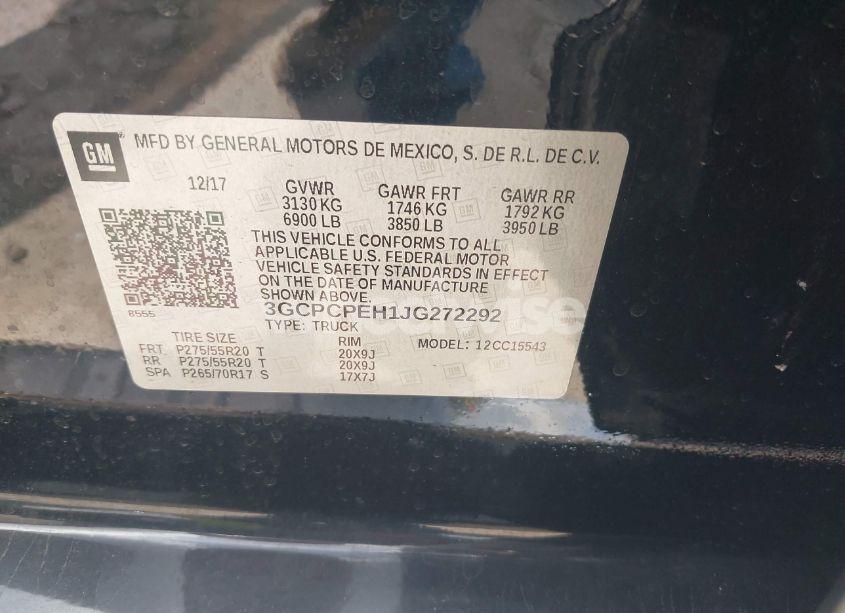 GM
MFD BY GENERAL MOTORS DE MEXICO, S. DE R.L. DE C.V.
12/17 GVWR GAWR FRT GAWR RR
3130 KG 1746 KG 1792 KG
6900 LB 3850 LB 3950 LB
THIS VEHICLE CONFORMS TO ALL
APPLICABLE U.S. FEDERAL MOTOR
VEHICLE SAFETY STANDARDS IN EFFECT
ON THE DATE OF MANUFACTURE
SHOWN ABOVE.
8555
3GCPCPEH1JG272292
TYPE: TRUCK
TIRE SIZE RIM MODEL: 12CC15543
FRT P275/55R20 T 20X9J
RR P275/55R20 T 20X9J
SPA P265/70R17 S 17X7J